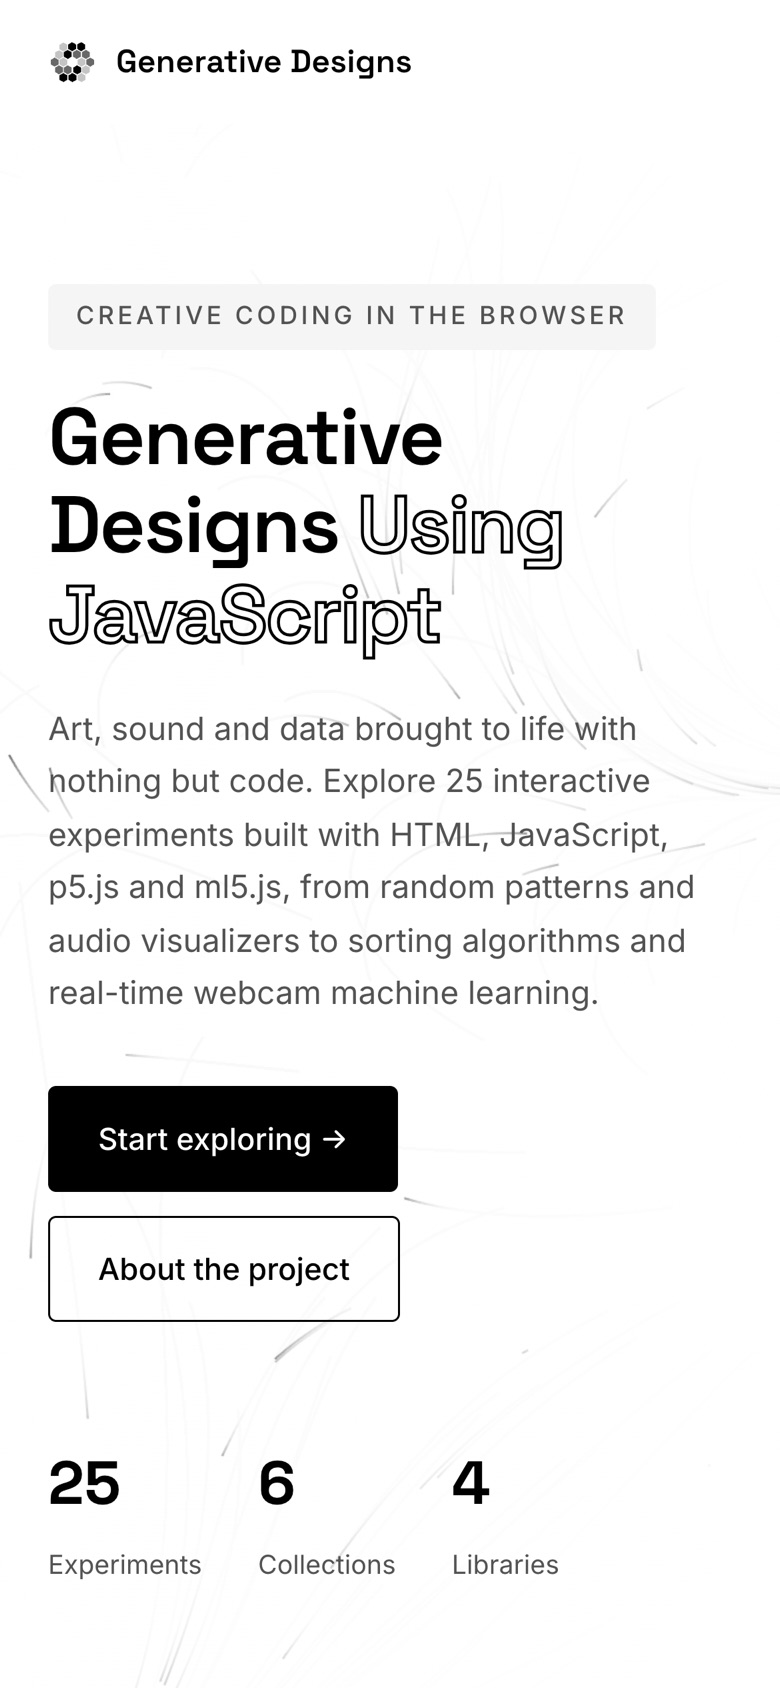 Generative Designs
CREATIVE CODING IN THE BROWSER
Generative
Designs Using
JavaScript
Art, sound and data brought to life with
nothing but code. Explore 25 interactive
experiments built with HTML, JavaScript,
p5.js and ml5.js, from random patterns and
audio visualizers to sorting algorithms and
real-time webcam machine learning.
Start exploring →
About the project
25 6 4
Experiments Collections Libraries